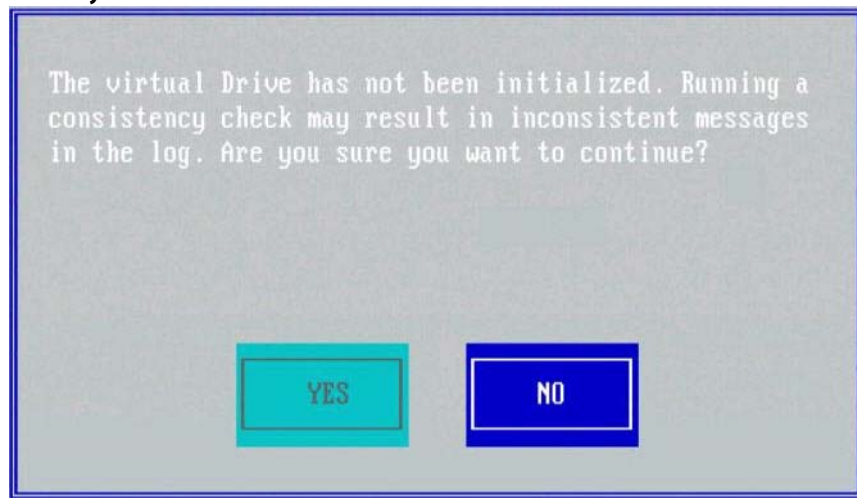 The virtual Drive has not been initialized. Running a
consistency check may result in inconsistent messages
in the log. Are you sure you want to continue?
YES
NO